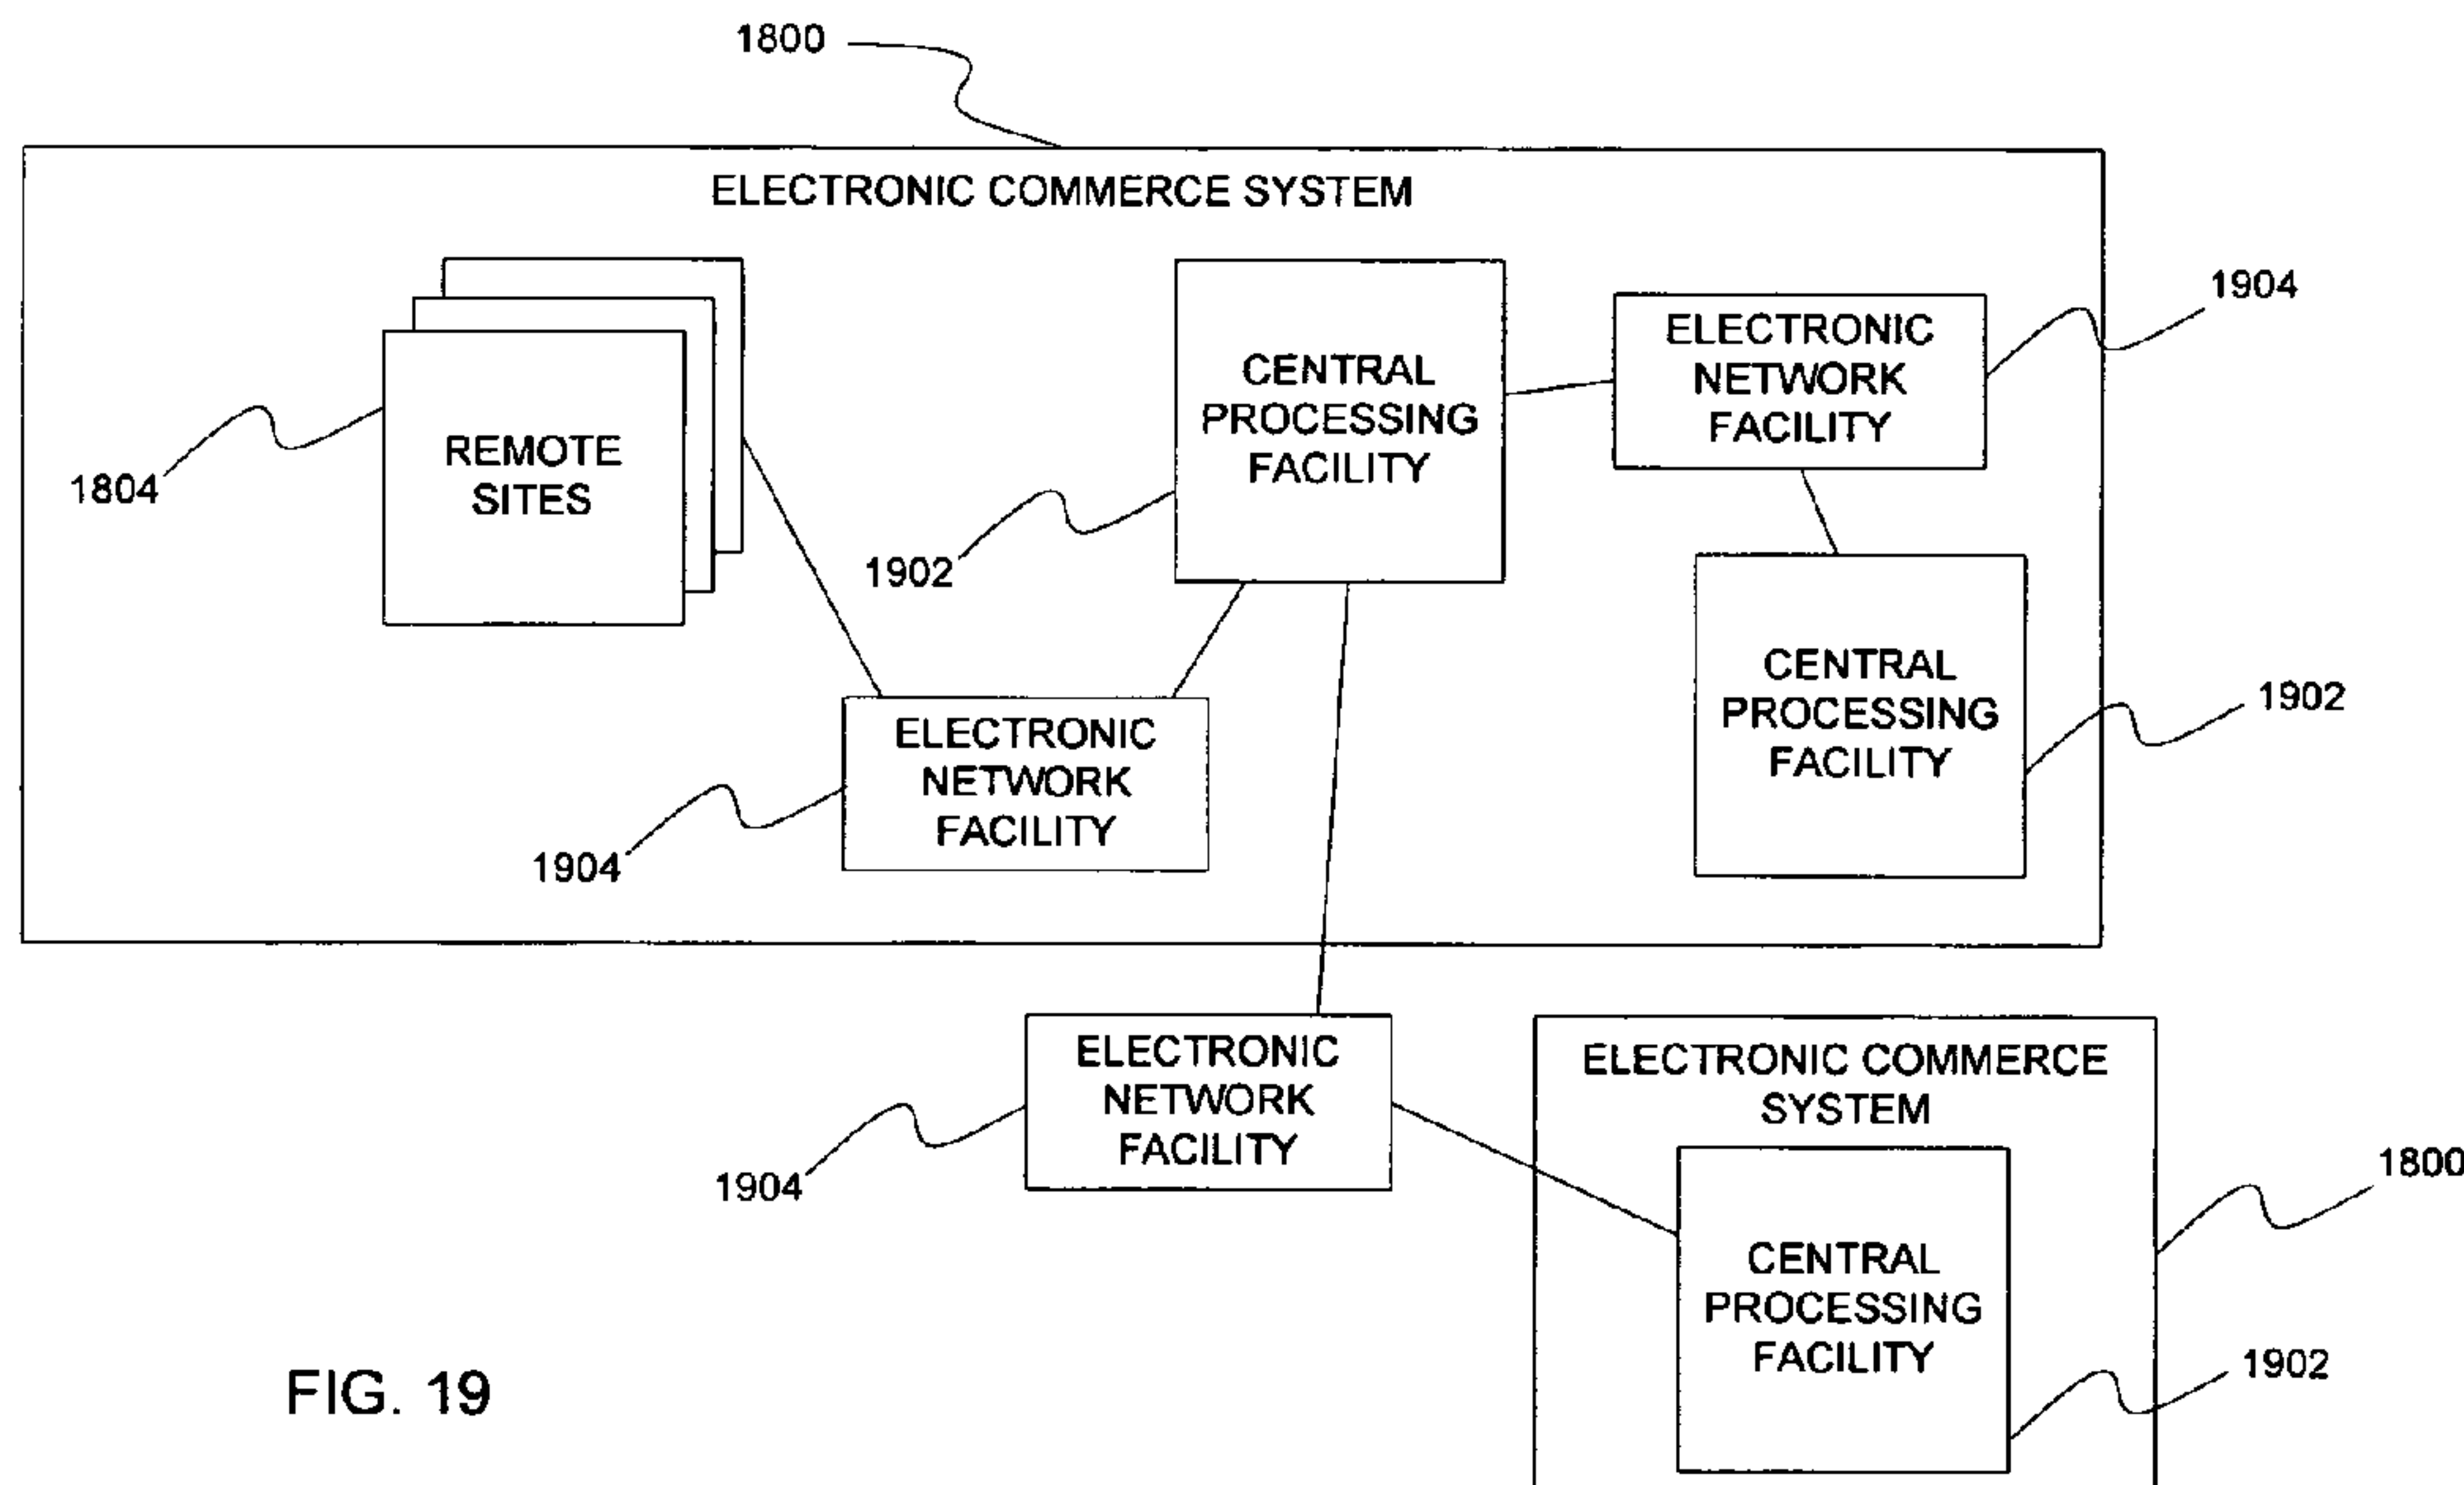 1800
ELECTRONIC COMMERCE SYSTEM
REMOTE
SITES
1804
CENTRAL
PROCESSING
FACILITY
1902
ELECTRONIC
NETWORK
FACILITY
1904
CENTRAL
PROCESSING
FACILITY
1902
ELECTRONIC
NETWORK
FACILITY
1904
ELECTRONIC
NETWORK
FACILITY
1904
ELECTRONIC COMMERCE
SYSTEM
1800
CENTRAL
PROCESSING
FACILITY
1902
FIG. 19